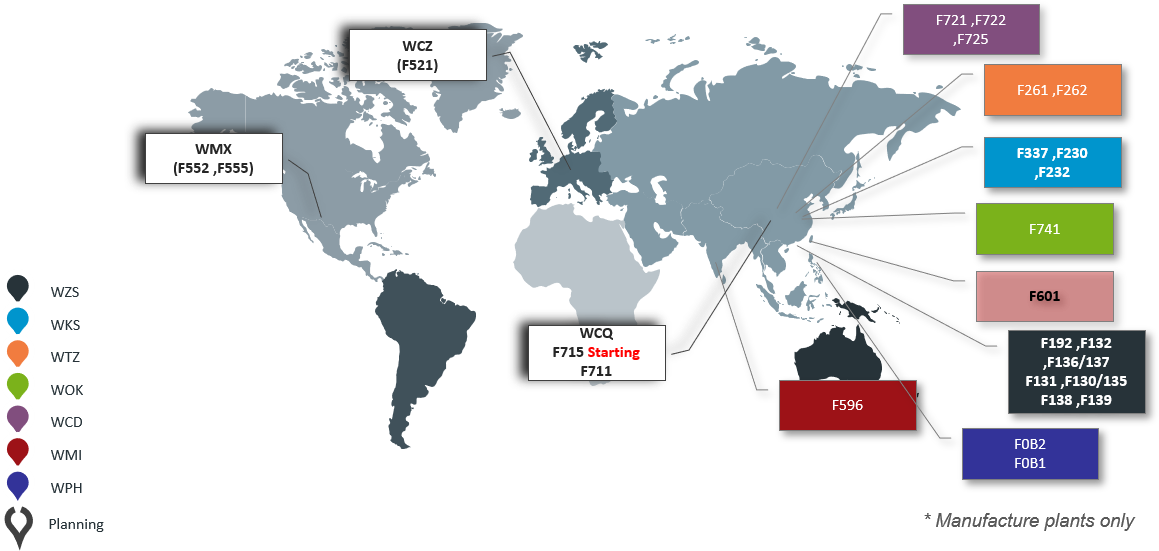 F721 ,F722
,F725
WCZ
(F521)
F261 ,F262
WMX
(F552 ,F555)
F337 ,F230
,F232
F741
WZS
WKS
WTZ
WOK
WCD
WMI
WPH
Planning
F601
WCQ
F715 Starting
F711
F192 ,F132
,F136/137
F131 ,F130/135
F138 ,F139
F596
,
F0B2
F0B1
* Manufacture plants only